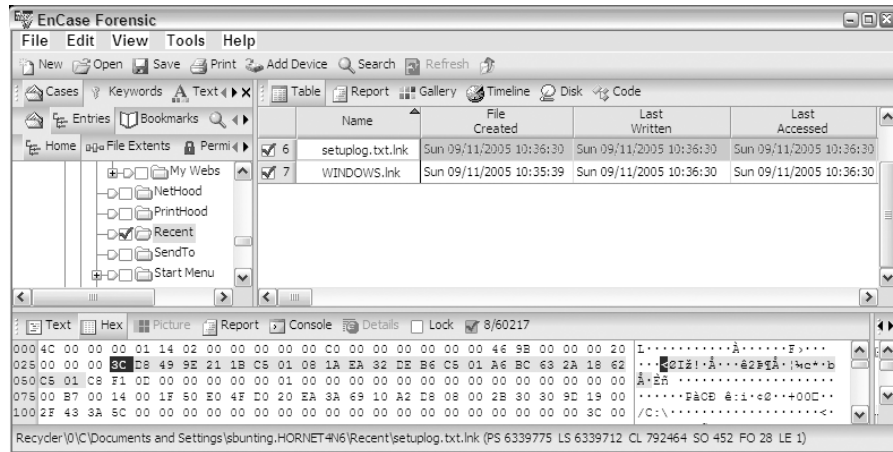 EnCase Forensic
File Edit View Tools Help
New Open Save Print Add Device Search Refresh
Cases Keywords Text Table Report Gallery Timeline Disk Code
Entries Bookmarks
Home File Extents Permi
Name File Created Last Written Last Accessed
6 setuplog.txt.lnk Sun 09/11/2005 10:36:30 Sun 09/11/2005 10:36:30 Sun 09/11/2005 10:36:30
7 WINDOWS.lnk Sun 09/11/2005 10:35:39 Sun 09/11/2005 10:36:30 Sun 09/11/2005 10:36:30
My Webs
NetHood
PrintHood
Recent
SendTo
Start Menu
Text Hex Picture Report Console Details Lock 8/60217
000 4C 00 00 00 01 14 02 00 00 00 00 00 C0 00 00 00 00 00 00 46 9B 00 00 00 20
025 00 00 00 3C D8 49 9E 21 1B C5 01 08 1A EA 32 DE B6 C5 01 A6 BC 63 2A 18 62
050 C5 01 C8 F1 0D 00 00 00 00 00 01 00 00 00 00 00 00 00 00 00 00 00 00 00 00
075 00 B7 00 14 00 1F 50 E0 4F D0 20 EA 3A 69 10 A2 D8 08 00 2B 30 30 9D 19 00
100 2F 43 3A 5C 00 00 00 00 00 00 00 00 00 00 00 00 00 00 00 00 00 00 00 3C 00
Recycler\0\C\Documents and Settings\sbunting.HORNET4N6\Recent\setuplog.txt.lnk (PS 6339775 LS 6339712 CL 792464 SO 452 FO 28 LE 1)